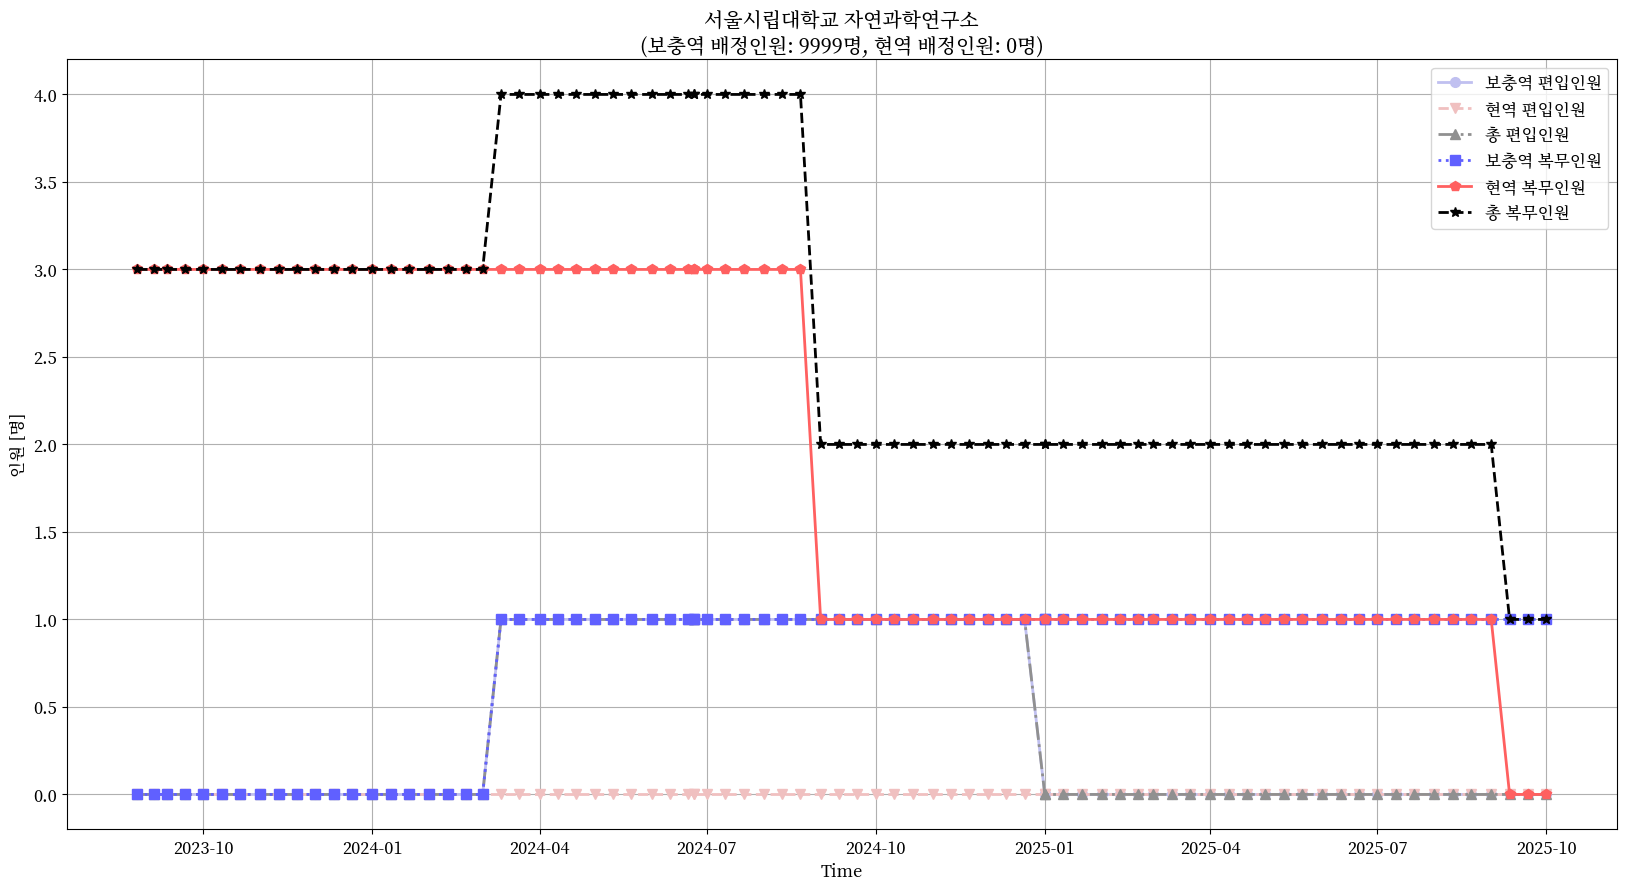 서울시립대학교 자연과학연구소
(보충역 배정인원: 9999명, 현역 배정인원: 0명)
보충역 편입인원
현역 편입인원
총 편입인원
보충역 복무인원
현역 복무인원
총 복무인원
인원 [명]
4.0
3.5
3.0
2.5
2.0
1.5
1.0
0.5
0.0
2023-10
2024-01
2024-04
2024-07
2024-10
2025-01
2025-04
2025-07
2025-10
Time